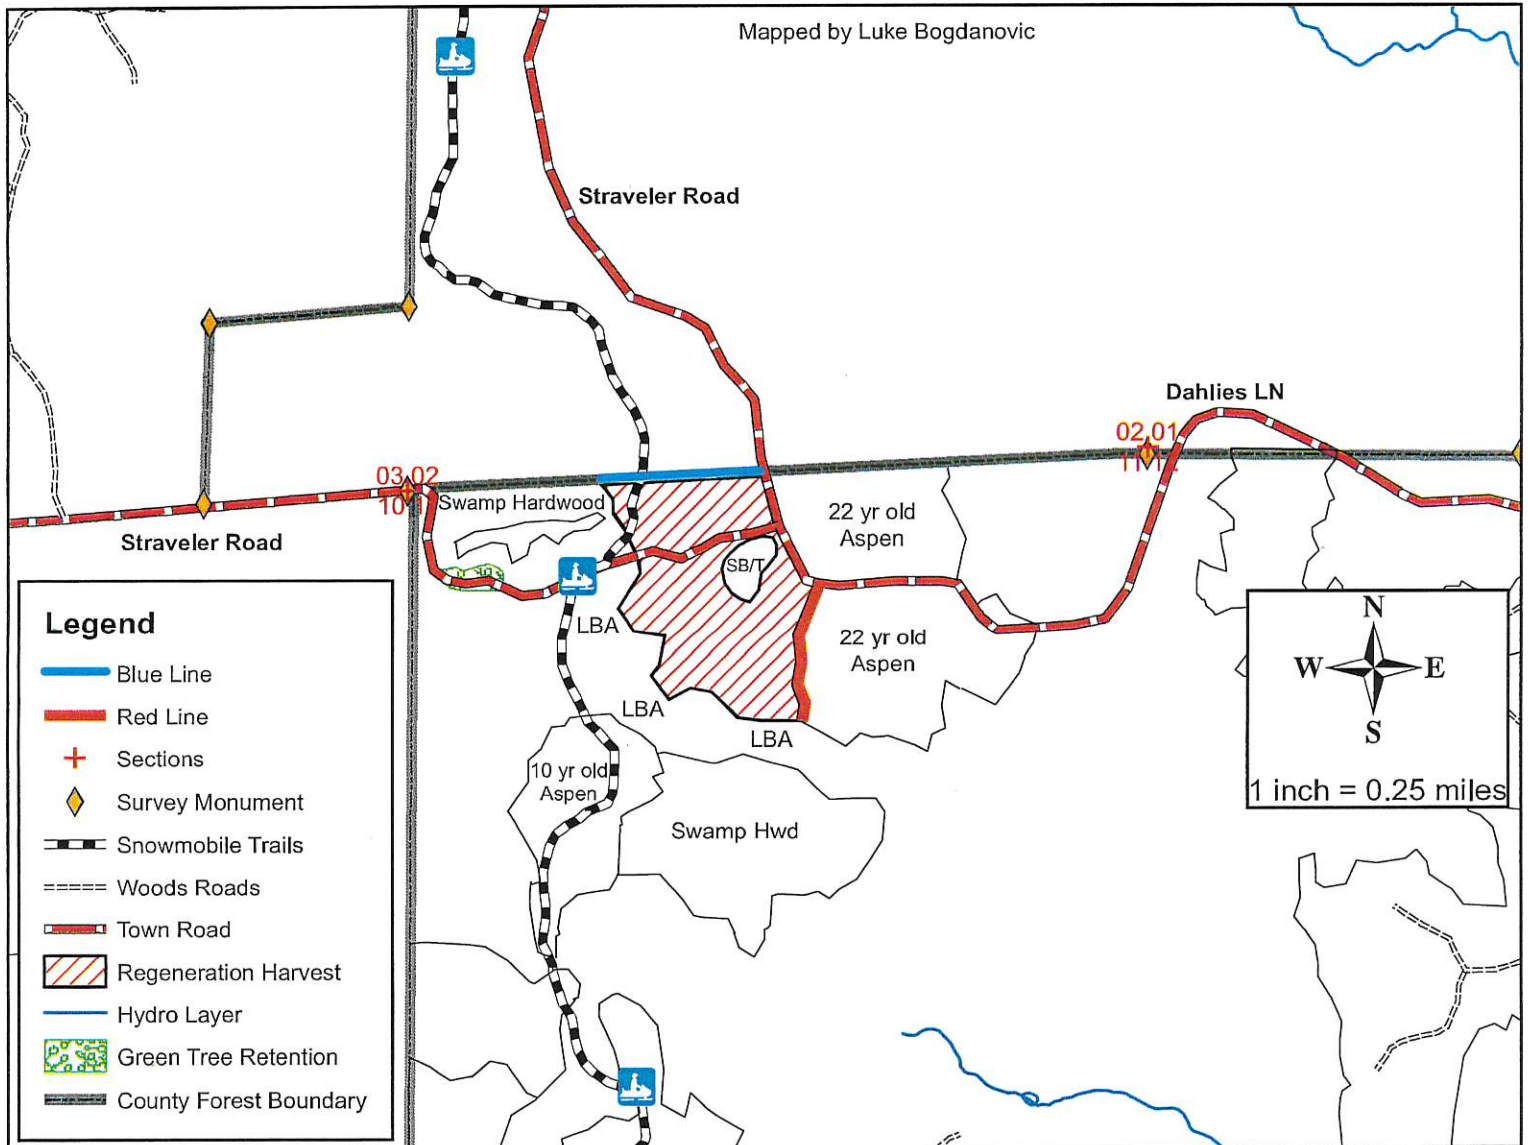 Mapped by Luke Bogdanovic
Straveler Road
Dahlies LN
02 01
03 02
10
Swamp Hardwood
22 yr old
Aspen
Straveler Road
SB/T
LBA
22 yr old
Aspen
LBA
LBA
10 yr old
Aspen
Swamp Hwd
N
W E
S
1 inch = 0.25 miles
Legend
Blue Line
Red Line
Sections
Survey Monument
Snowmobile Trails
Woods Roads
Town Road
Regeneration Harvest
Hydro Layer
Green Tree Retention
County Forest Boundary